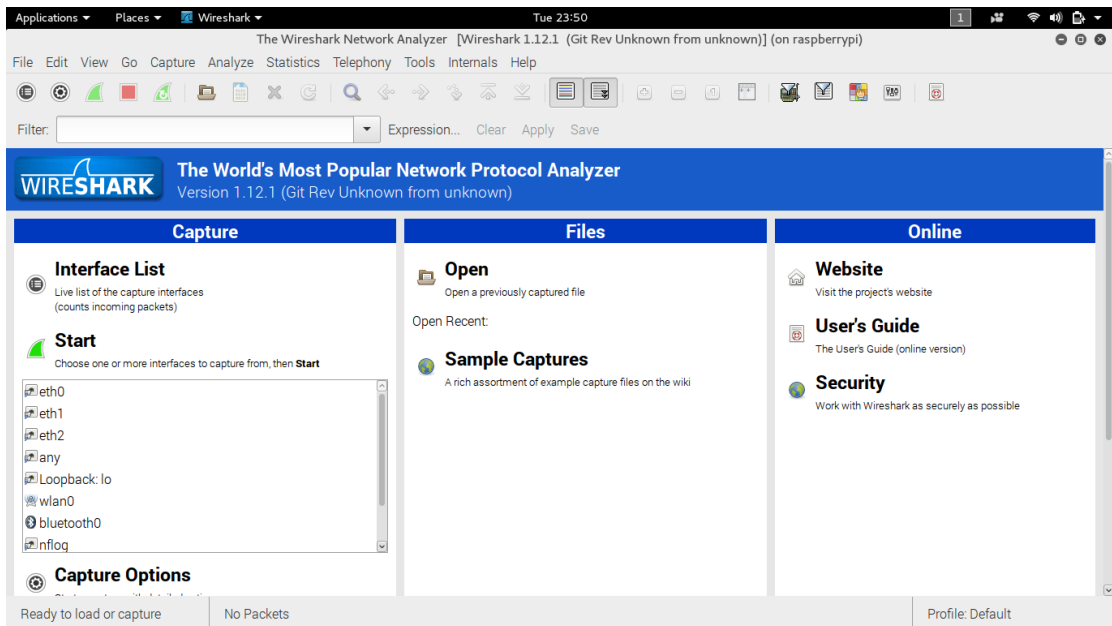 Applications Places Wireshark Tue 23:50 1
The Wireshark Network Analyzer [Wireshark 1.12.1 (Git Rev Unknown from unknown)] (on raspberrypi)
File Edit View Go Capture Analyze Statistics Telephony Tools Internals Help
Filter: Expression... Clear Apply Save
WIRESHARK
The World's Most Popular Network Protocol Analyzer
Version 1.12.1 (Git Rev Unknown from unknown)
Capture
Interface List
Live list of the capture interfaces
(counts incoming packets)
Start
Choose one or more interfaces to capture from, then Start
eth0
eth1
eth2
any
Loopback: lo
wlan0
bluetooth0
nflog
Capture Options
Files
Open
Open a previously captured file
Open Recent:
Sample Captures
A rich assortment of example capture files on the wiki
Online
Website
Visit the project's website
User's Guide
The User's Guide (online version)
Security
Work with Wireshark as securely as possible
Ready to load or capture No Packets Profile: Default